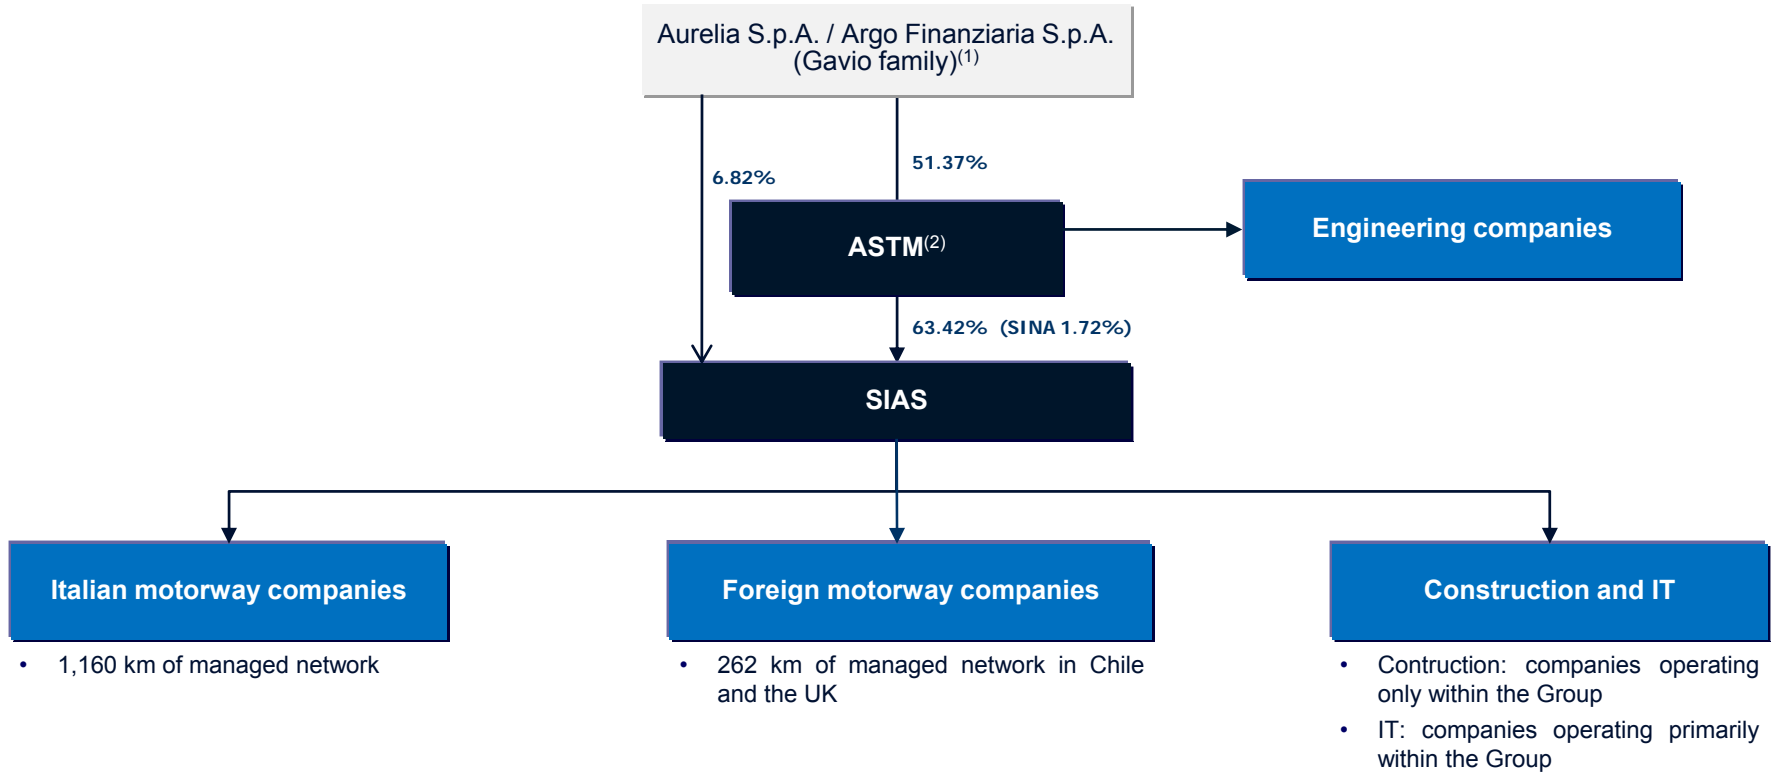 Aurelia S.p.A. / Argo Finanziaria S.p.A.
(Gavio family)(1)
51.37%
6.82%
ASTM(2)
Engineering companies
63.42% (SINA 1.72%)
SIAS
Italian motorway companies
Foreign motorway companies
Construction and IT
• 1,160 km of managed network
• 262 km of managed network in Chile
and the UK
• Contruction: companies operating
only within the Group
• IT: companies operating primarily
within the Group